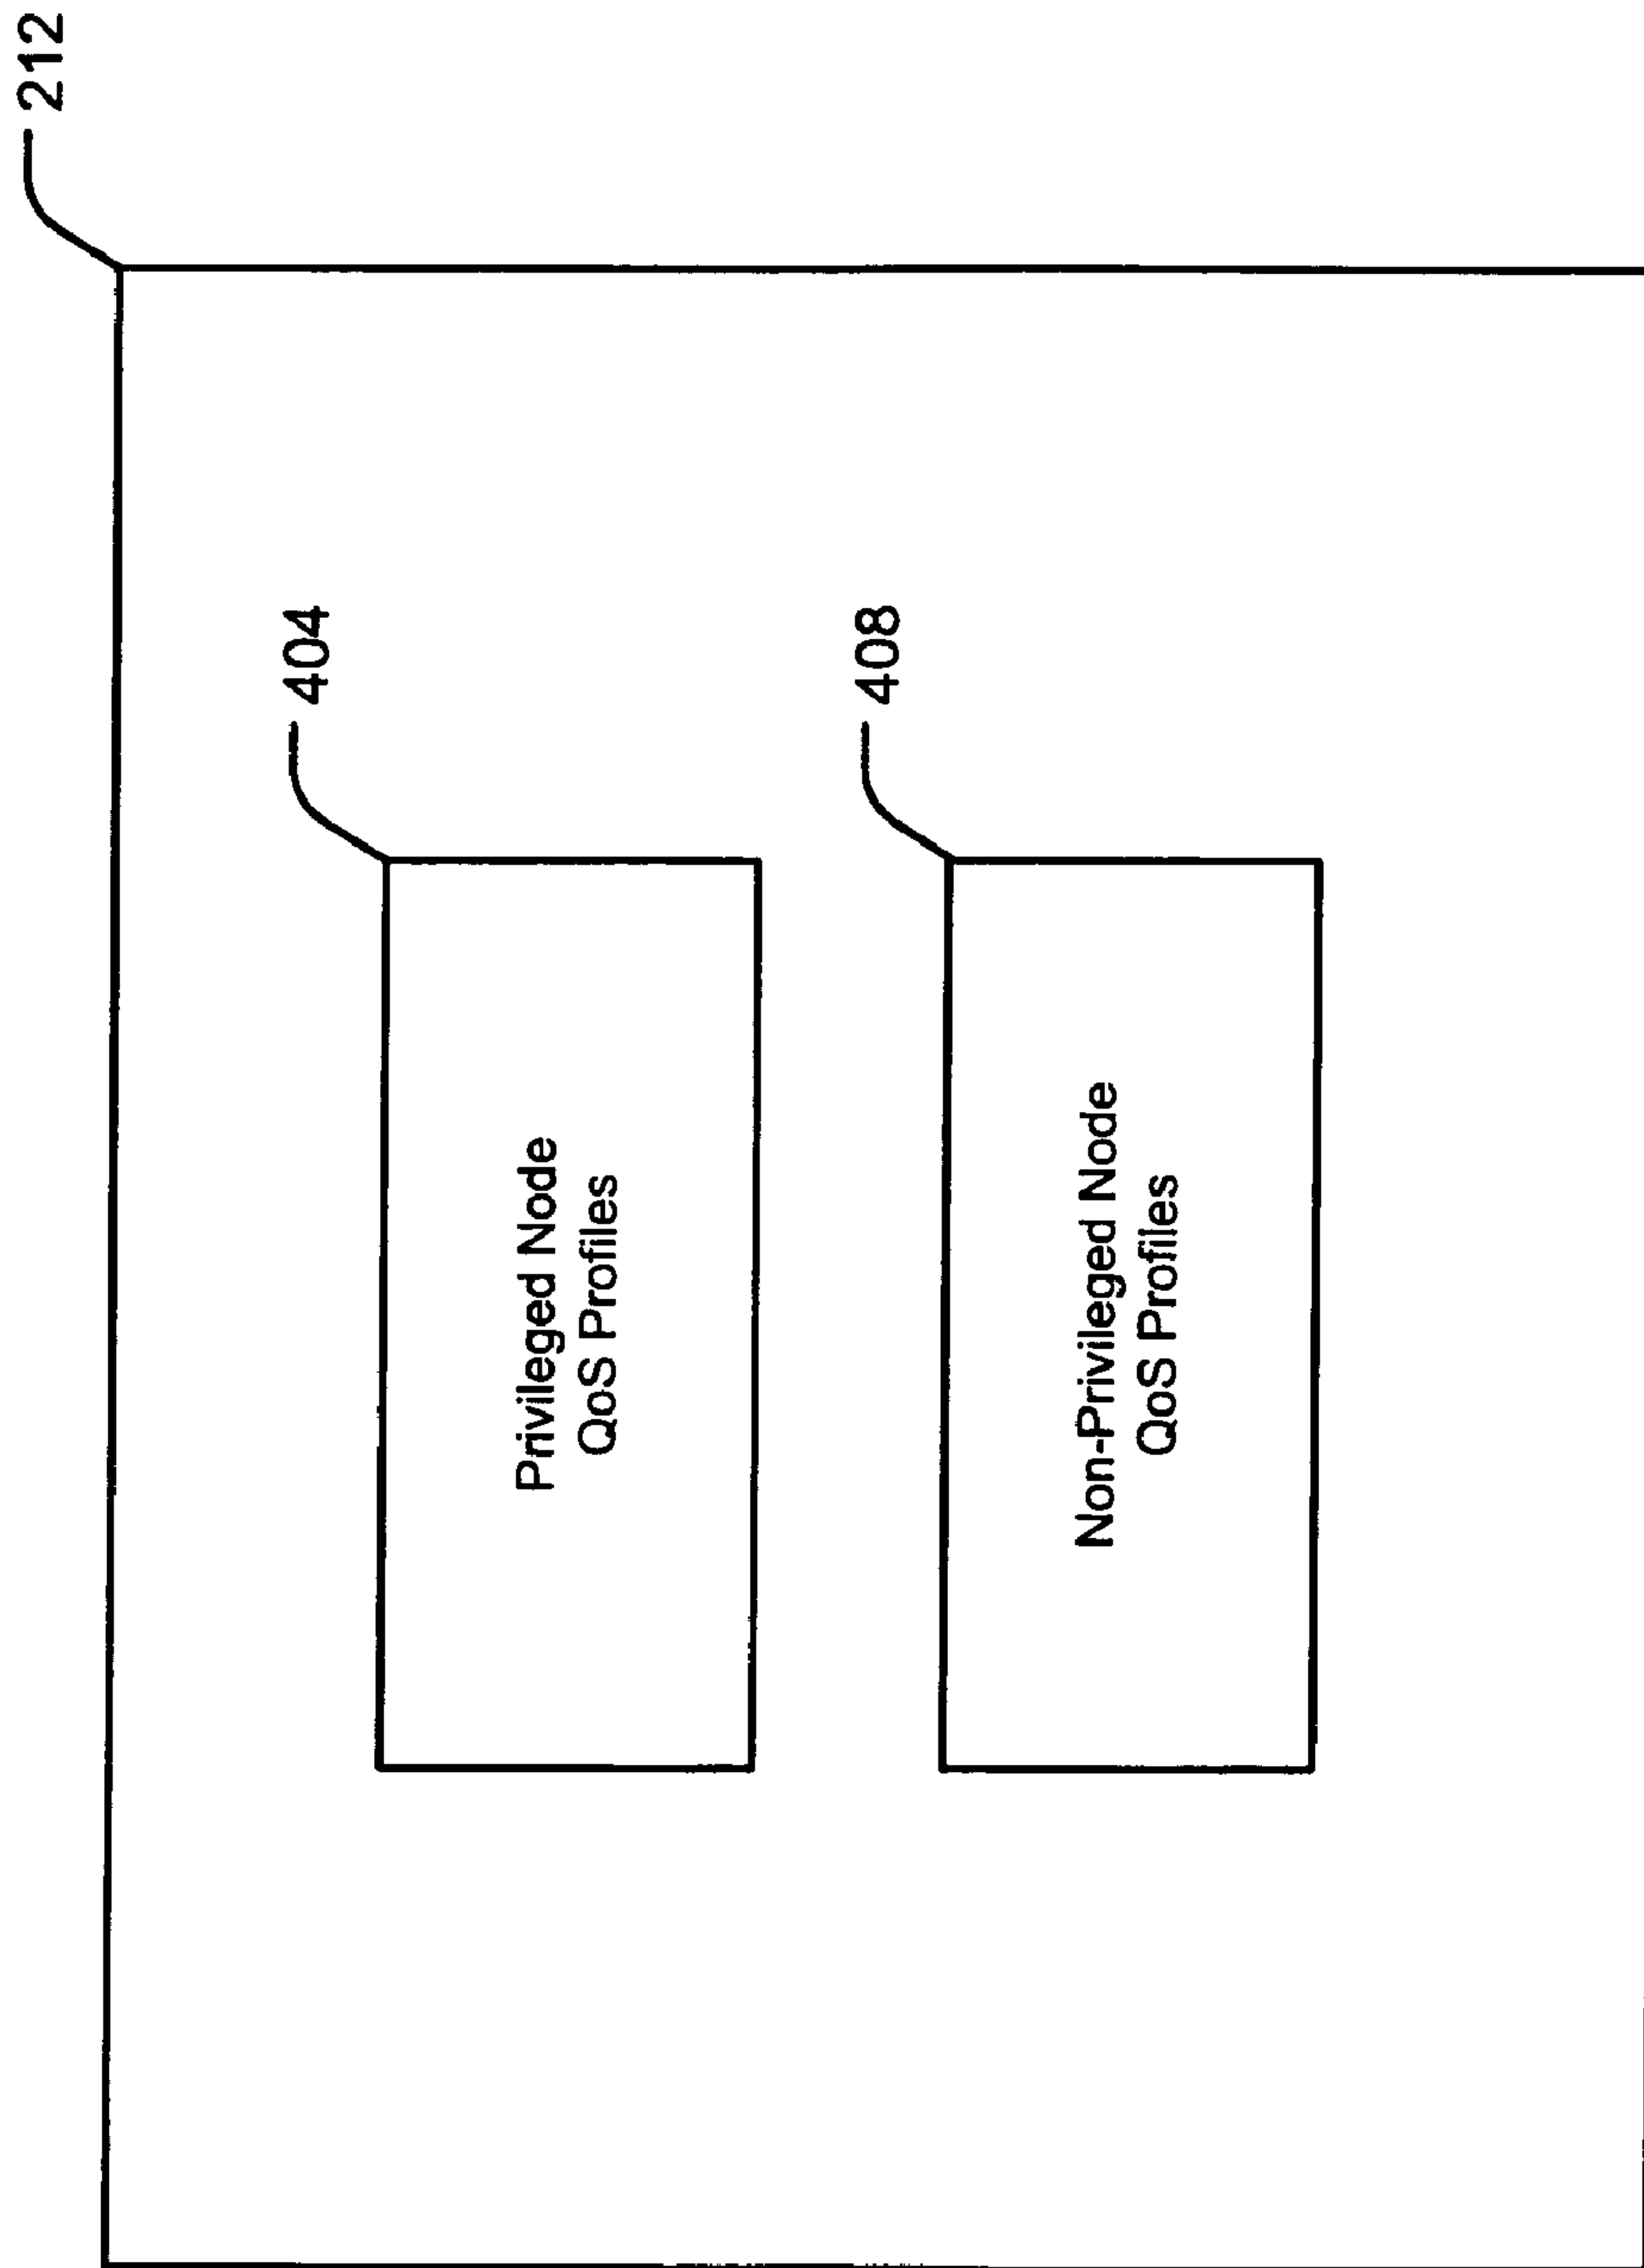 212
404
Privileged Node
QoS Profiles
408
Non-Privileged Node
QoS Profiles